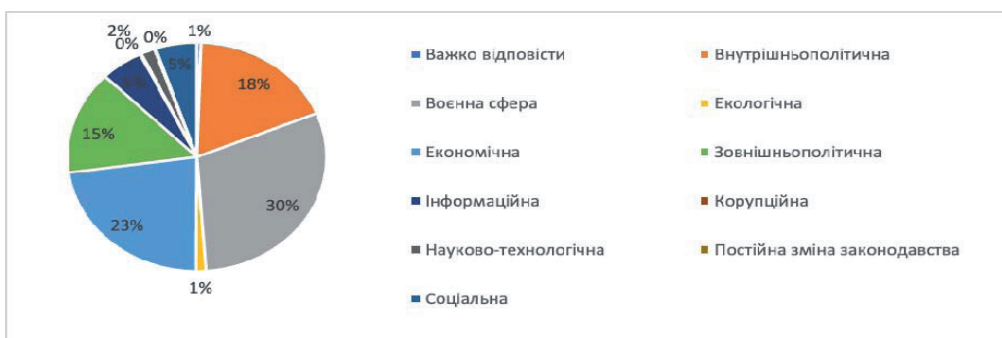 2%
0%
0%
1%
5%
18%
15%
30%
23%
1%
Важко відповісти
Внутрішньополітична
Воєнна сфера
Екологічна
Економічна
Зовнішньополітична
Інформаційна
Корупційна
Науково-технологічна
Постійна зміна законодавства
Соціальна